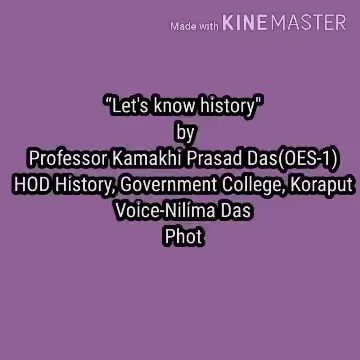 Made with KINEMASTER
“Let's know history"
by
Professor Kamakhi Prasad Das(OES-1)
HOD History, Government College, Koraput
Voice-Nilima Das
Phot